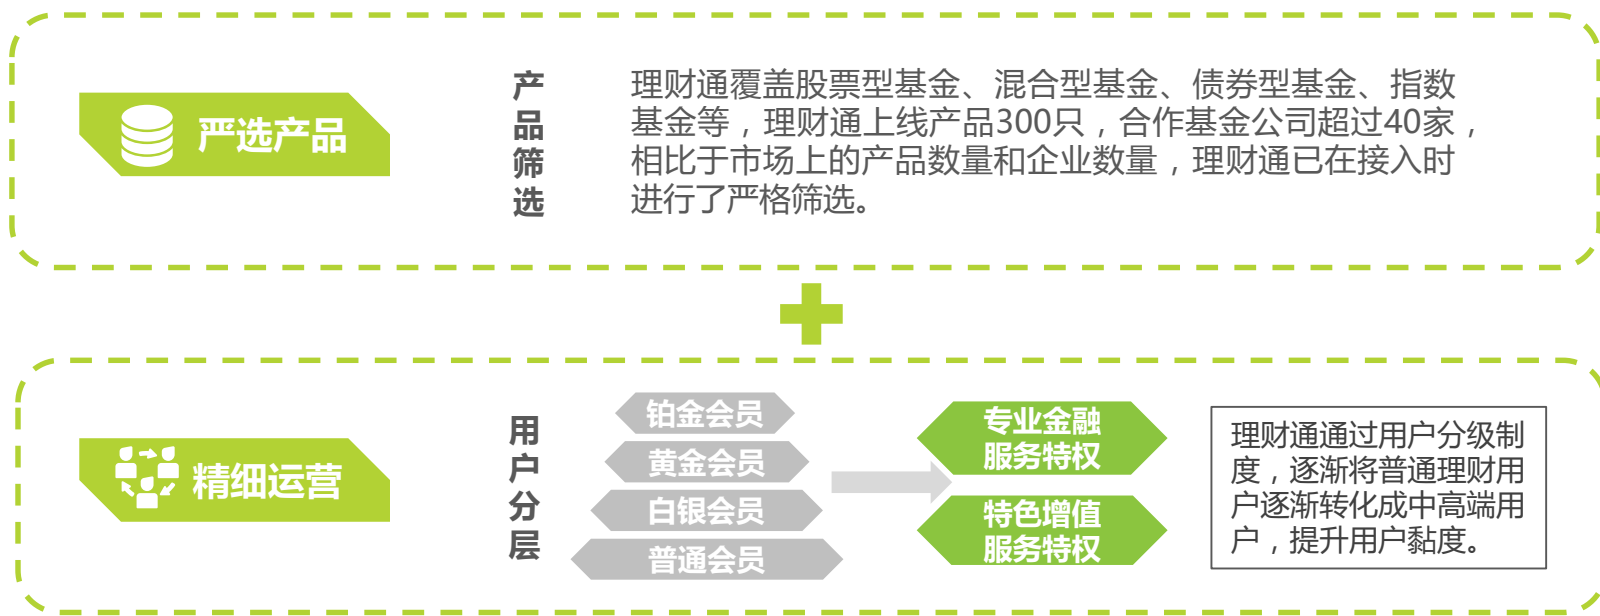 严选产品
产品筛选
理财通覆盖股票型基金、混合型基金、债券型基金、指数
基金等，理财通上线产品300只，合作基金公司超过40家，
相比于市场上的产品数量和企业数量，理财通已在接入时
进行了严格筛选。
精细运营
用户分层
铂金会员
黄金会员
白银会员
普通会员
专业金融
服务特权
特色增值
服务特权
理财通通过用户分级制
度，逐渐将普通理财用
户逐渐转化成中高端用
户，提升用户黏度。